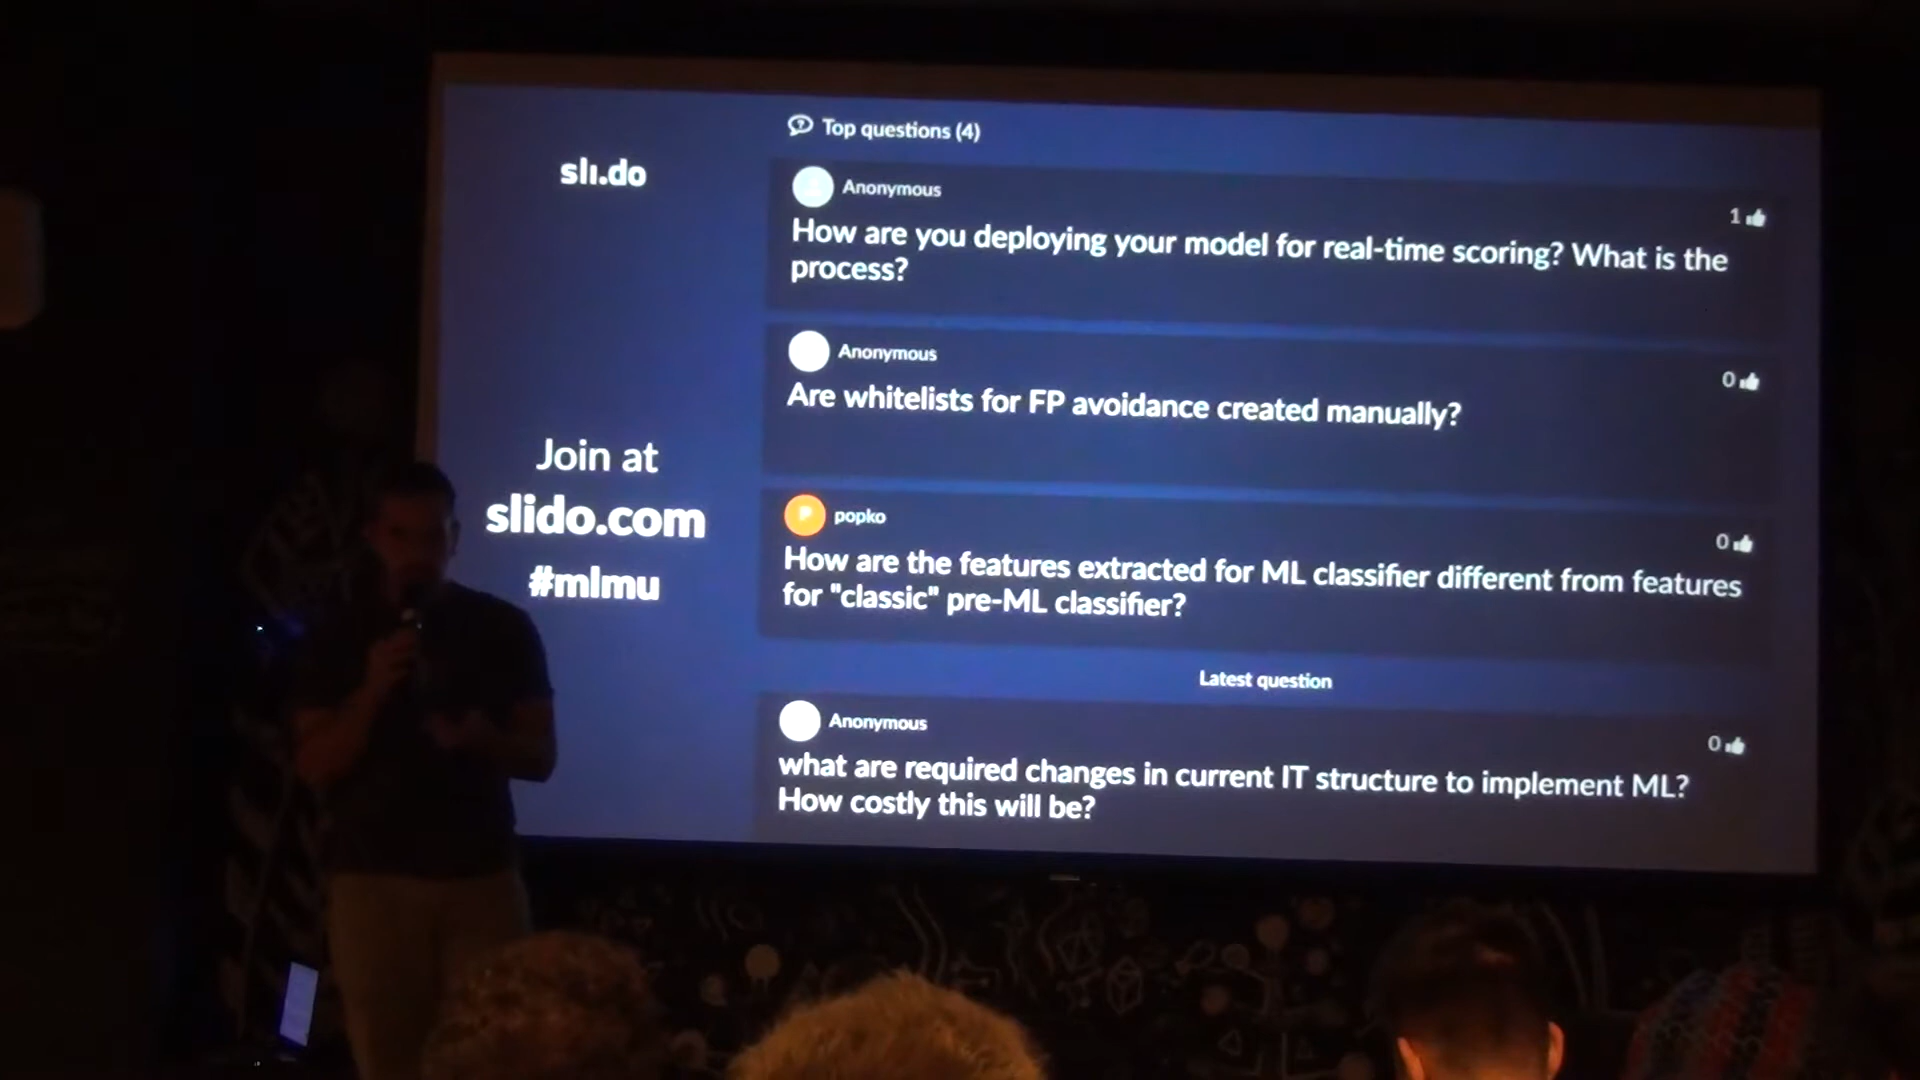 sli.do
Join at
slido.com
#mlmu
Top questions (4)
Anonymous
1
How are you deploying your model for real-time scoring? What is the
process?
Anonymous
0
Are whitelists for FP avoidance created manually?
P
popko
0
How are the features extracted for ML classifier different from features
for "classic" pre-ML classifier?
Latest question
Anonymous
0
what are required changes in current IT structure to implement ML?
How costly this will be?